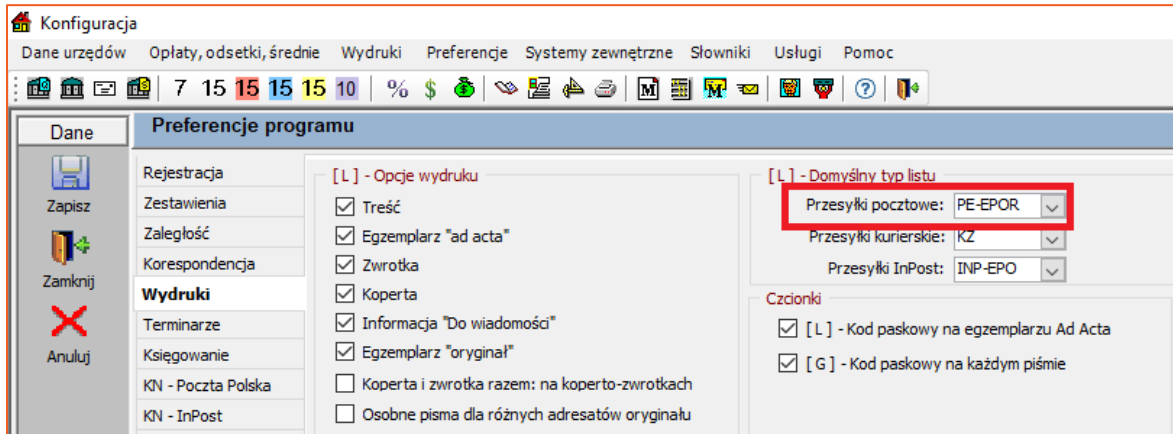 Konfiguracja
Dane urzędów Opłaty, odsetki, średnie Wydruki Preferencje Systemy zewnętrzne Słowniki Usługi Pomoc
7 15 15 15 15 10 % $ M M ?
Dane
Preferencje programu
Zapisz
Zamknij
Anuluj
Rejestracja
Zestawienia
Zaległość
Korespondencja
Wydruki
Terminarze
Księgowanie
KN - Poczta Polska
KN - InPost
[ L ] - Opcje wydruku
Treść
Egzemplarz "ad acta"
Zwrotka
Koperta
Informacja "Do wiadomości"
Egzemplarz "oryginał"
Koperta i zwrotka razem: na koperto-zwrotkach
Osobne pisma dla różnych adresatów oryginału
[ L ] - Domyślny typ listu
Przesyłki pocztowe: PE-EPOR
Przesyłki kurierskie: KZ
Przesyłki InPost: INP-EPO
Czcionki
[ L ] - Kod paskowy na egzemplarzu Ad Acta
[ G ] - Kod paskowy na każdym piśmie